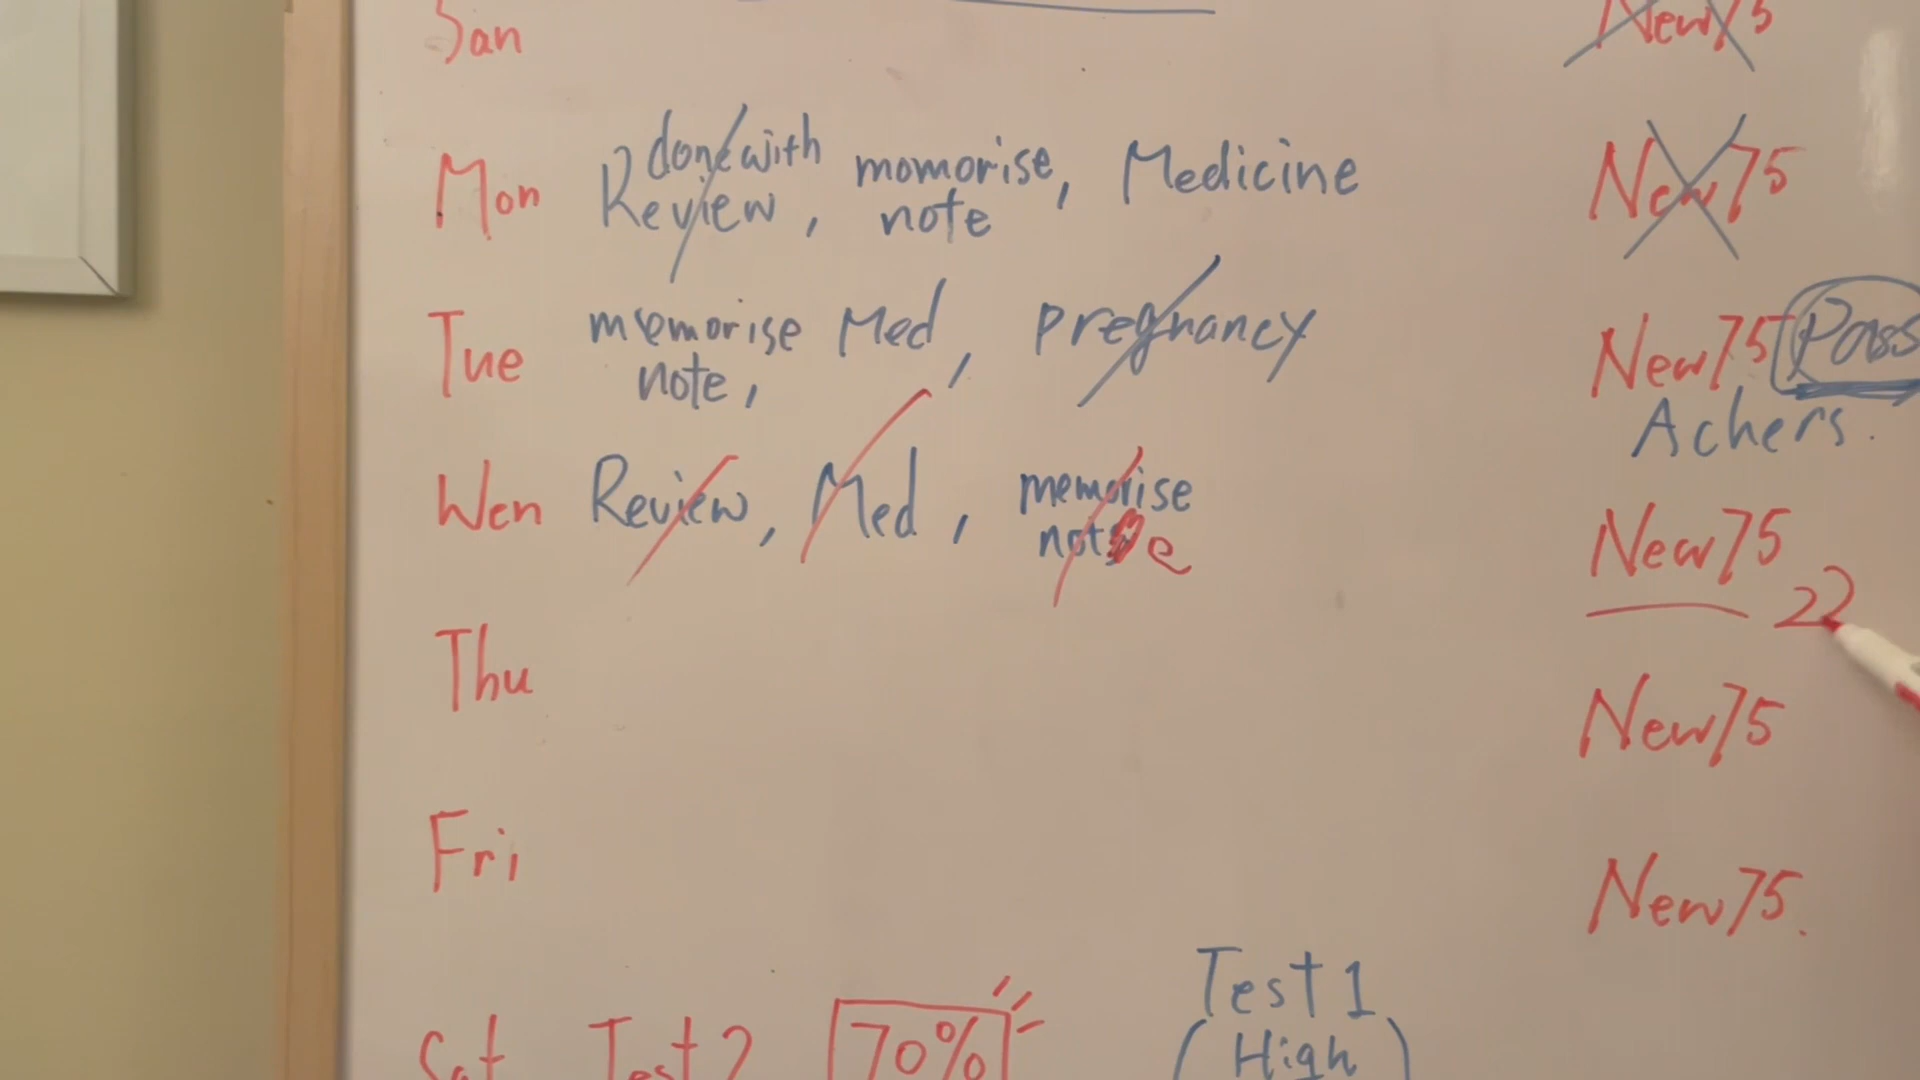 San
New75
Mon done with Review, momorise note, Medicine
New75
Tue memorise note, Med, pregnancy
New75 Pass
Achers.
Wen Review, Med, memorise note
New75
22
Thu
New75
Fri
New75.
Sat Test 2 70%
Test 1
(High)